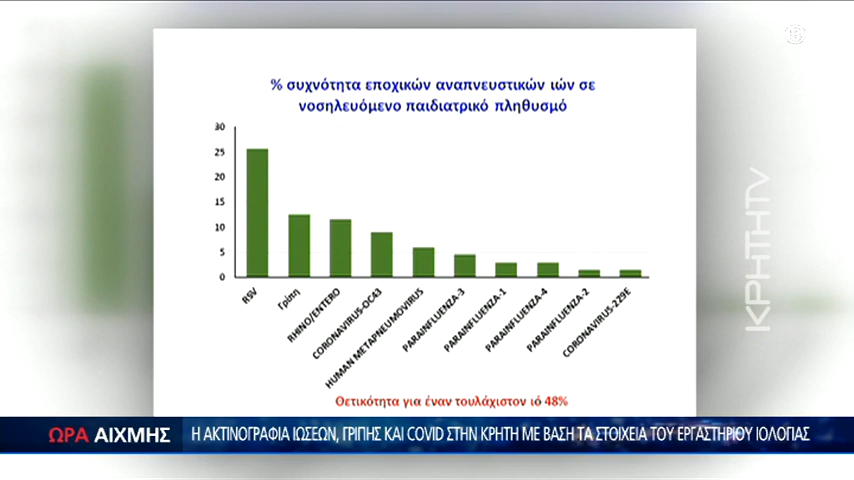 % συχνότητα εποχικών αναπνευστικών ιών σε
νοσηλευόμενο παιδιατρικό πληθυσμό
30
25
20
15
10
5
0
RSV
Γρίπη
RHINO/ENTERO
CORONAVIRUS-OC43
HUMAN METAPNEUMOVIRUS
PARAINFLUENZA-3
PARAINFLUENZA-1
PARAINFLUENZA-4
PARAINFLUENZA-2
CORONAVIRUS-229E
Θετικότητα για έναν τουλάχιστον ιό 48%
ΚΡΗΤΗTV
ΩΡΑ ΑΙΧΜΗΣ
Η ΑΚΤΙΝΟΓΡΑΦΙΑ ΙΩΣΕΩΝ, ΓΡΙΠΗΣ ΚΑΙ COVID ΣΤΗΝ ΚΡΗΤΗ ΜΕ ΒΑΣΗ ΤΑ ΣΤΟΙΧΕΙΑ ΤΟΥ ΕΡΓΑΣΤΗΡΙΟΥ ΙΟΛΟΓΙΑΣ